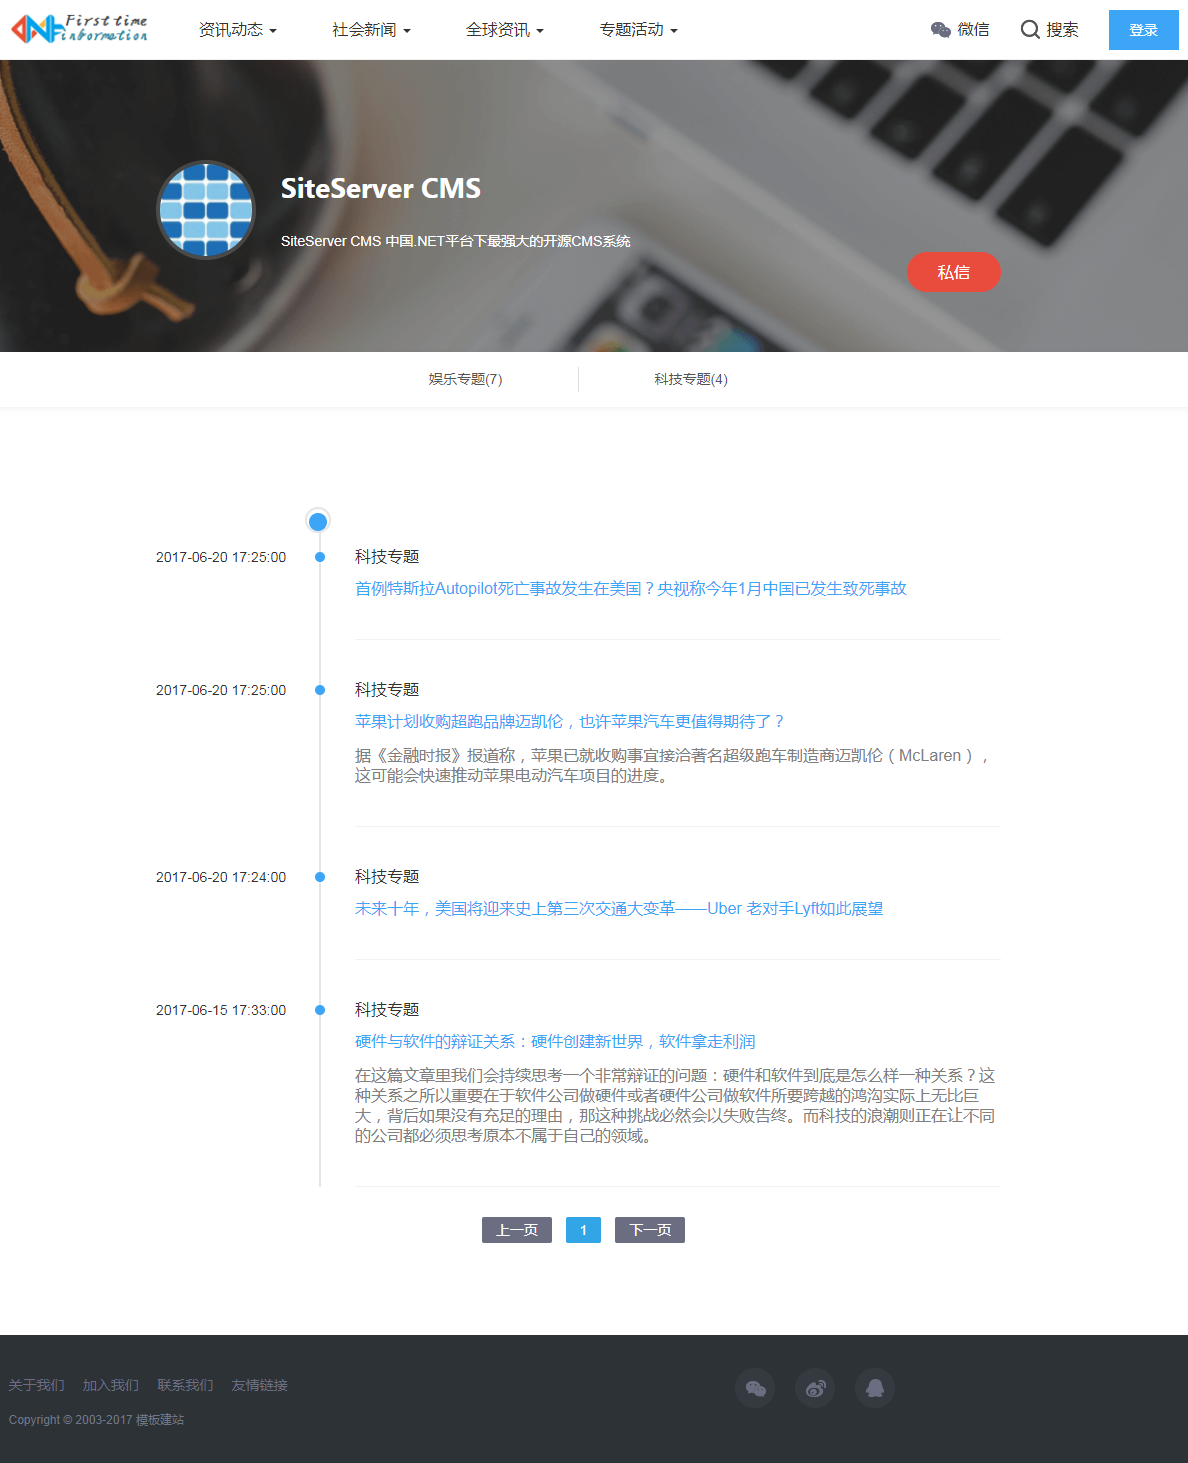 First time
information
资讯动态
社会新闻
全球资讯
专题活动
微信
搜索
登录
SiteServer CMS
SiteServer CMS 中国.NET平台下最强大的开源CMS系统
私信
娱乐专题(7)
科技专题(4)
2017-06-20 17:25:00
科技专题
首例特斯拉Autopilot死亡事故发生在美国？央视称今年1月中国已发生致死事故
2017-06-20 17:25:00
科技专题
苹果计划收购超跑品牌迈凯伦，也许苹果汽车更值得期待了？
据《金融时报》报道称，苹果已就收购事宜接洽著名超级跑车制造商迈凯伦（McLaren），
这可能会快速推动苹果电动汽车项目的进度。
2017-06-20 17:24:00
科技专题
未来十年，美国将迎来史上第三次交通大变革——Uber 老对手Lyft如此展望
2017-06-15 17:33:00
科技专题
硬件与软件的辩证关系：硬件创建新世界，软件拿走利润
在这篇文章里我们会持续思考一个非常辩证的问题：硬件和软件到底是怎么样一种关系？这
种关系之所以重要在于软件公司做硬件或者硬件公司做软件所要跨越的鸿沟实际上无比巨
大，背后如果没有充足的理由，那这种挑战必然会以失败告终。而科技的浪潮则正在让不同
的公司都必须思考原本不属于自己的领域。
上一页
1
下一页
关于我们
加入我们
联系我们
友情链接
Copyright © 2003-2017 模板建站